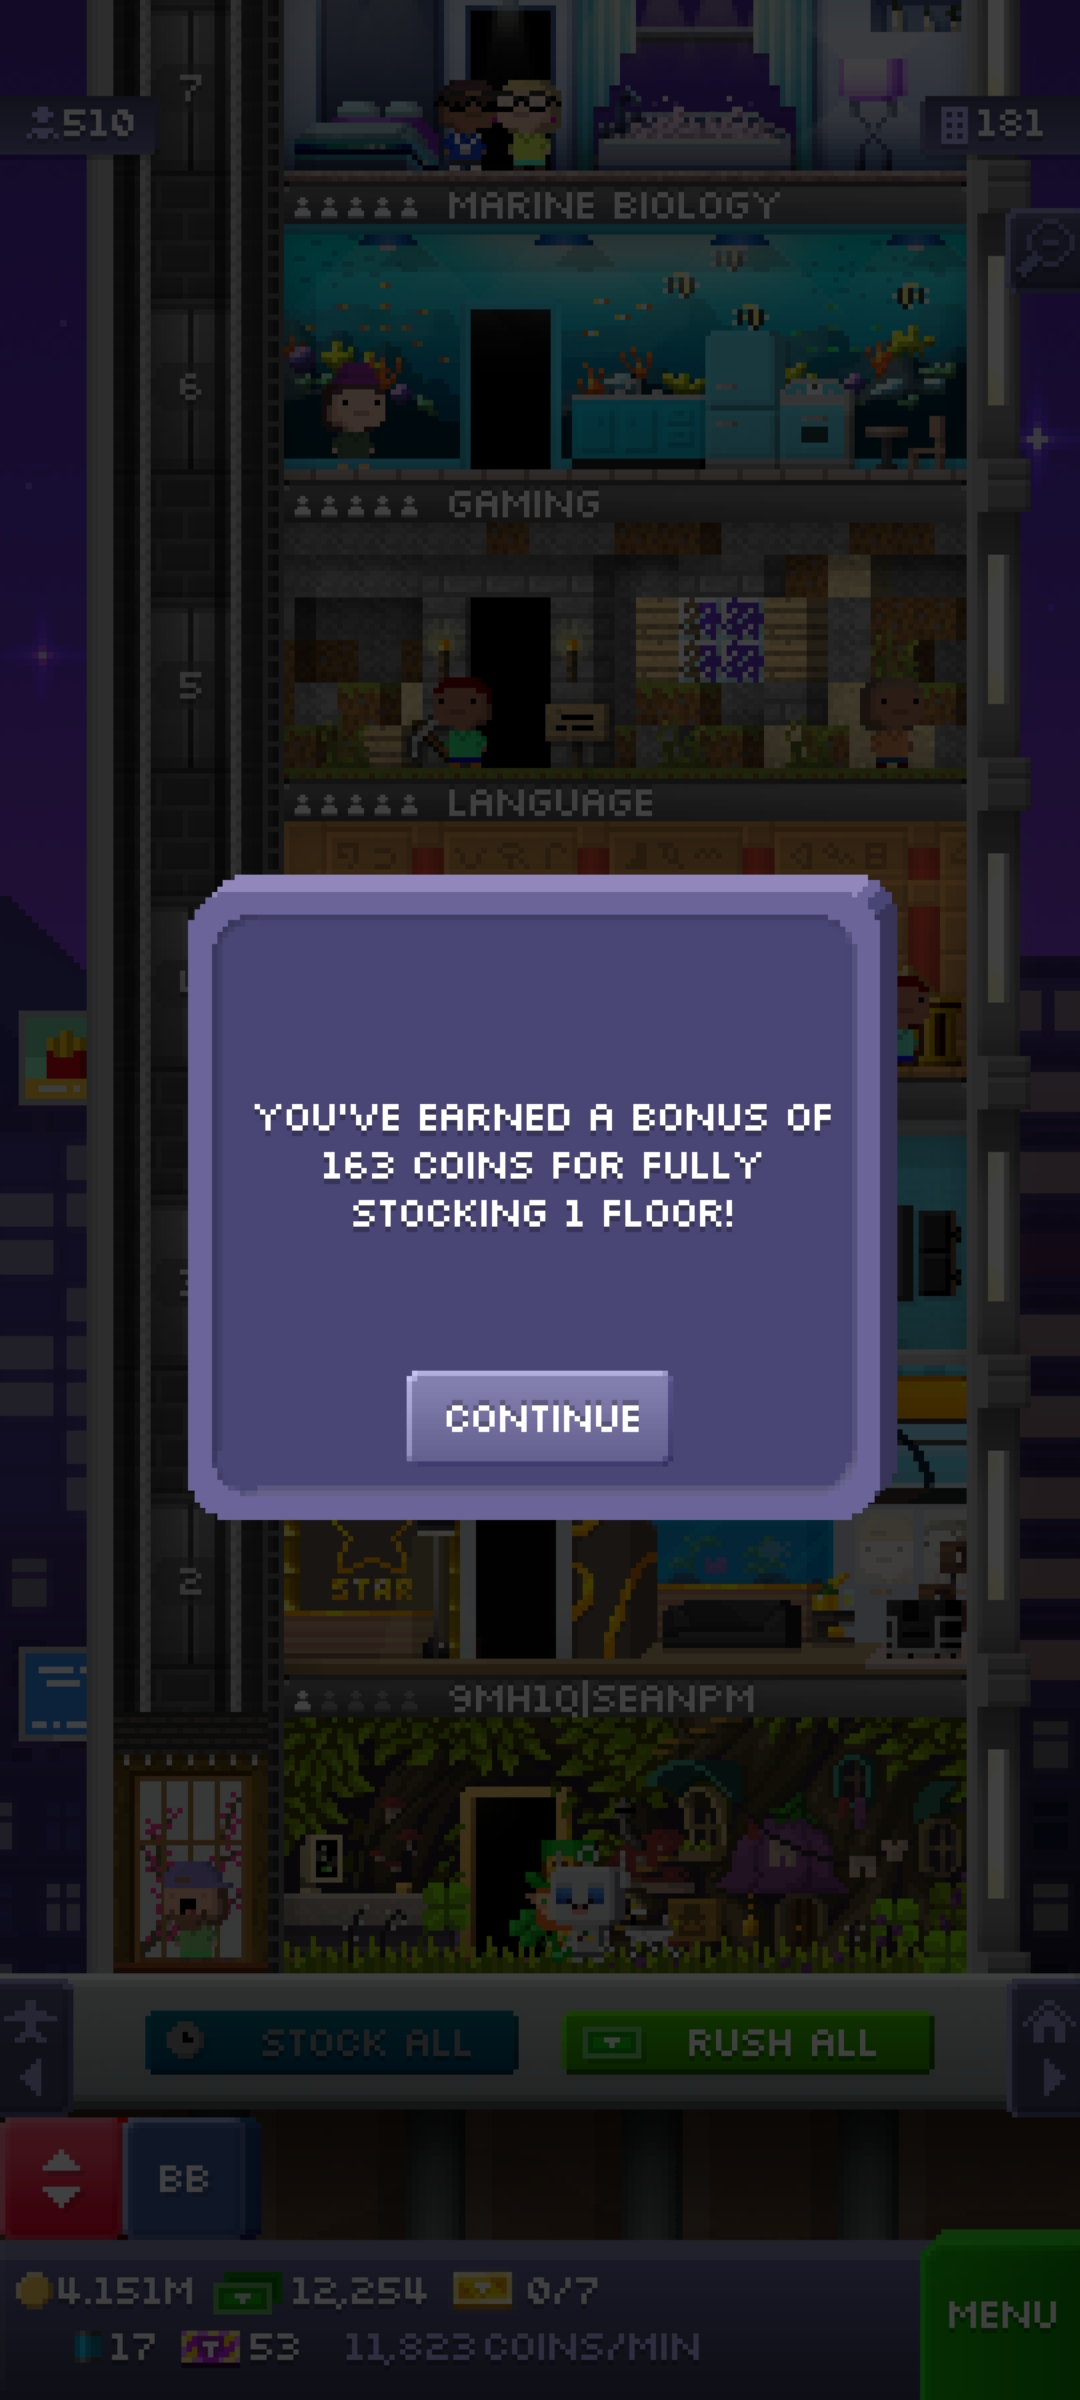 7
510
181
MARINE BIOLOGY
6
GAMING
5
LANGUAGE
YOU'VE EARNED A BONUS OF
163 COINS FOR FULLY
STOCKING 1 FLOOR!
CONTINUE
2
STAR
9MH1Q|SEANPM
STOCK ALL
RUSH ALL
BB
4.151M
12,254
0/7
17
53
11,823 COINS/MIN
MENU